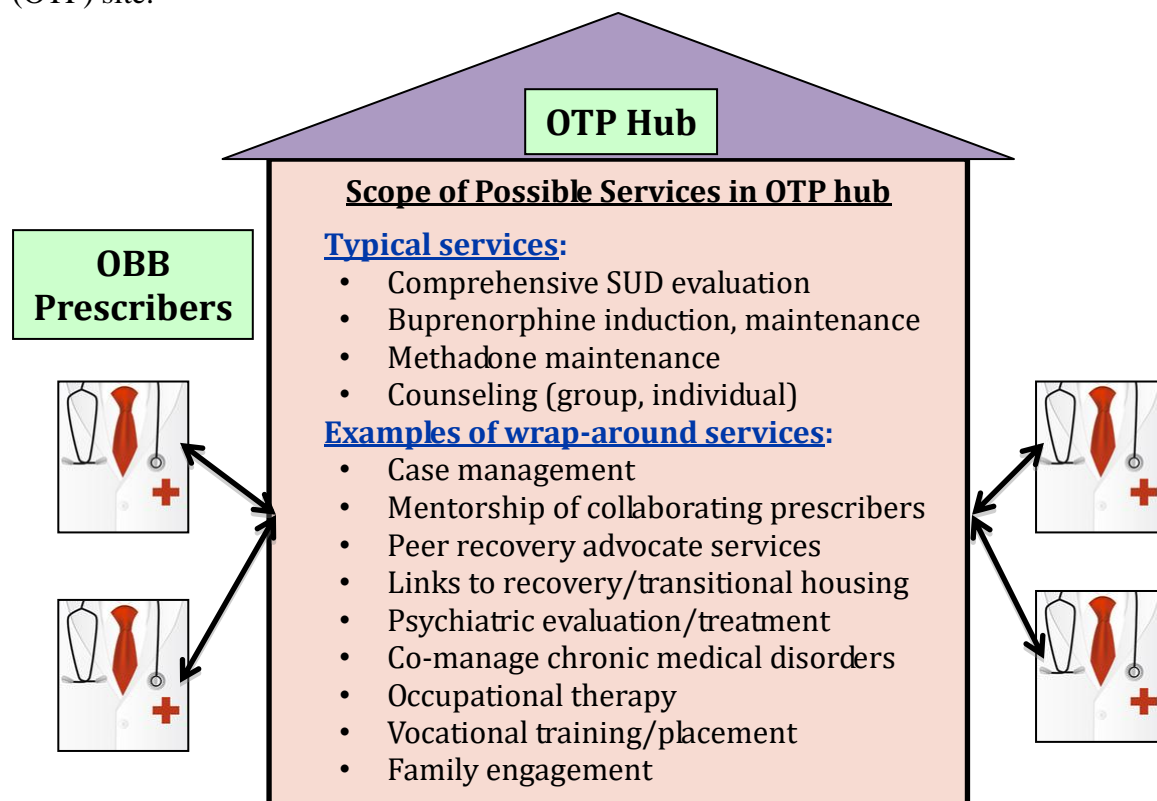 (OTP) site.
OTP Hub
Scope of Possible Services in OTP hub
OBB
Prescribers
Typical services:
• Comprehensive SUD evaluation
• Buprenorphine induction, maintenance
• Methadone maintenance
• Counseling (group, individual)
Examples of wrap-around services:
• Case management
• Mentorship of collaborating prescribers
• Peer recovery advocate services
• Links to recovery/transitional housing
• Psychiatric evaluation/treatment
• Co-manage chronic medical disorders
• Occupational therapy
• Vocational training/placement
• Family engagement